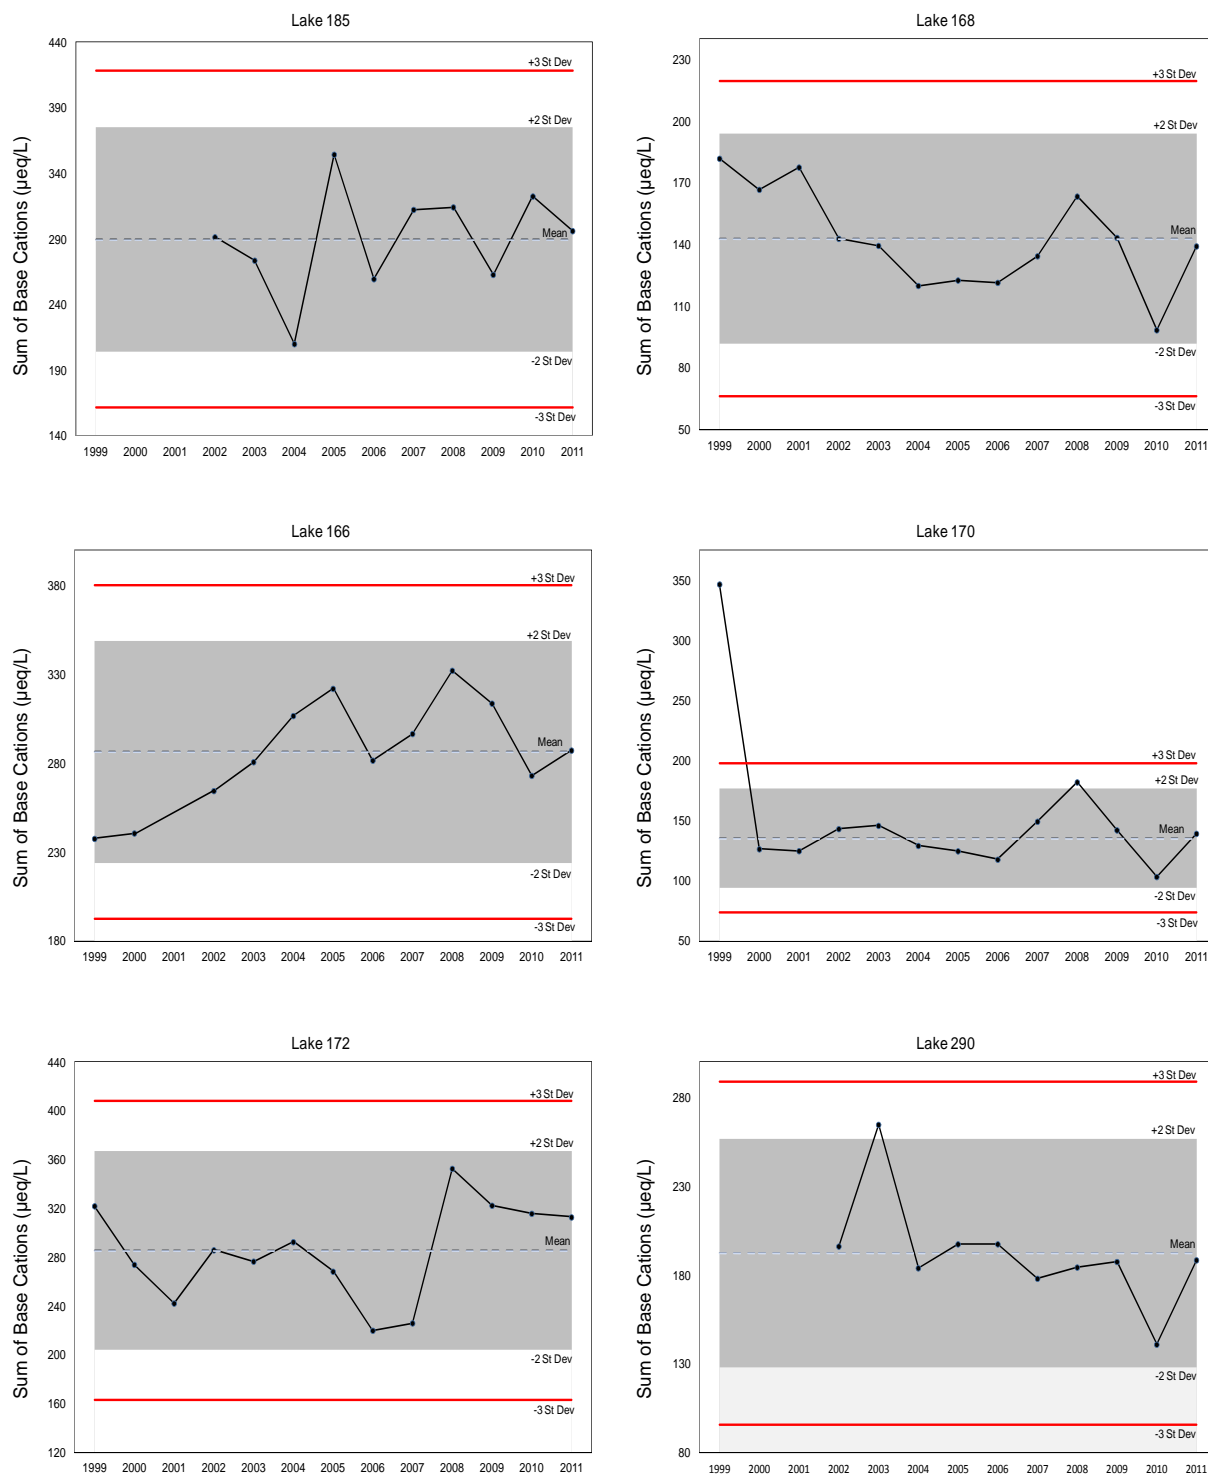 Lake 185
Sum of Base Cations (µeq/L)
440
390
340
290
240
190
140
+3 St Dev
+2 St Dev
Mean
-2 St Dev
-3 St Dev
1999 2000 2001 2002 2003 2004 2005 2006 2007 2008 2009 2010 2011
Lake 168
Sum of Base Cations (µeq/L)
230
200
170
140
110
80
50
+3 St Dev
+2 St Dev
Mean
-2 St Dev
-3 St Dev
1999 2000 2001 2002 2003 2004 2005 2006 2007 2008 2009 2010 2011
Lake 166
Sum of Base Cations (µeq/L)
380
330
280
230
180
+3 St Dev
+2 St Dev
Mean
-2 St Dev
-3 St Dev
1999 2000 2001 2002 2003 2004 2005 2006 2007 2008 2009 2010 2011
Lake 170
Sum of Base Cations (µeq/L)
350
300
250
200
150
100
50
+3 St Dev
+2 St Dev
Mean
-2 St Dev
-3 St Dev
1999 2000 2001 2002 2003 2004 2005 2006 2007 2008 2009 2010 2011
Lake 172
Sum of Base Cations (µeq/L)
440
400
360
320
280
240
200
160
120
+3 St Dev
+2 St Dev
Mean
-2 St Dev
-3 St Dev
1999 2000 2001 2002 2003 2004 2005 2006 2007 2008 2009 2010 2011
Lake 290
Sum of Base Cations (µeq/L)
280
230
180
130
80
+3 St Dev
+2 St Dev
Mean
-2 St Dev
-3 St Dev
1999 2000 2001 2002 2003 2004 2005 2006 2007 2008 2009 2010 2011